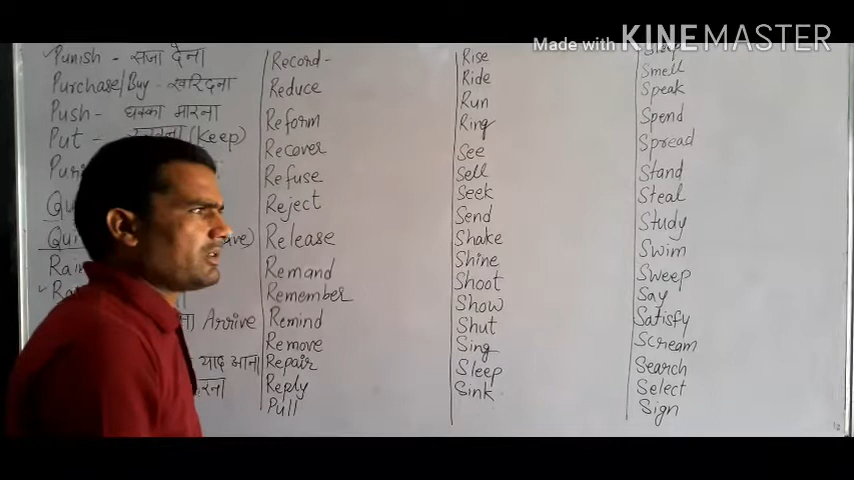 Made with KINEMASTER
Punish - सजा देना
Purchase/Buy - खरिदना
Push - धक्का मारना
Put - (Keep)
Arrive
याद आना
Record-
Reduce
Reform
Recover
Refuse
Reject
Release
Remand
Remember
Remind
Remove
Repair
Reply
Pull
Rise
Ride
Run
Ring
See
Sell
Seek
Send
Shake
Shine
Shoot
Show
Shut
Sing
Sleep
Sink
Sleep
Smell
Speak
Spend
Spread
Stand
Steal
Study
Swim
Sweep
Say
Satisfy
Scream
Search
Select
Sign